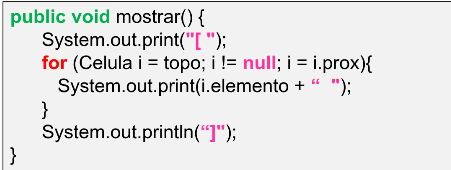 public void mostrar() {
System.out.print("[ ");
for (Celula i = topo; i != null; i = i.prox){
System.out.print(i.elemento + “  ");
}
System.out.println(“]");
}